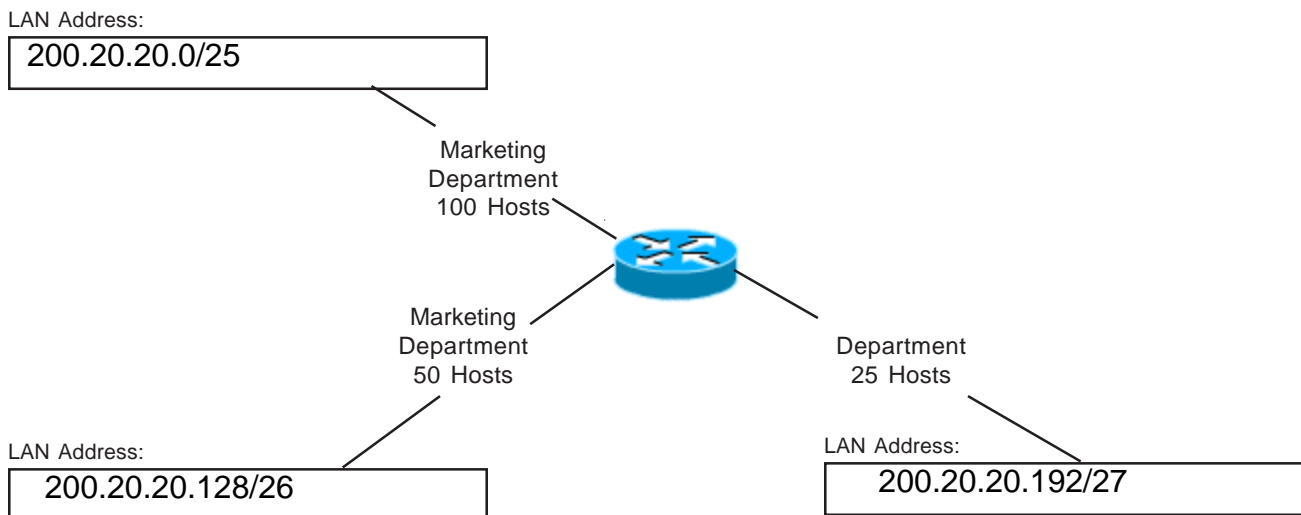 LAN Address:
200.20.20.0/25
Marketing
Department
100 Hosts
Marketing
Department
50 Hosts
Department
25 Hosts
LAN Address:
200.20.20.128/26
LAN Address:
200.20.20.192/27